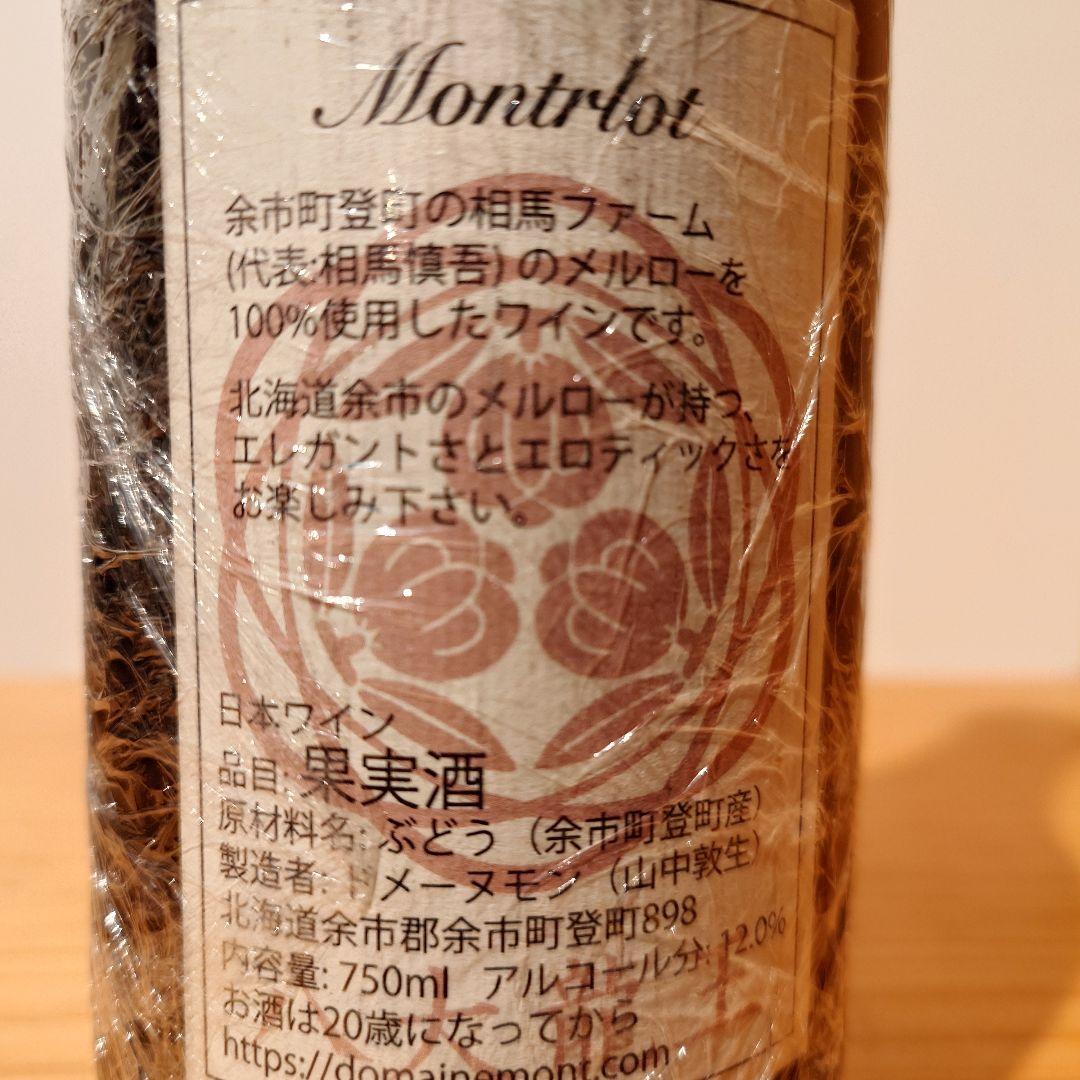 Montrlot
余市町登町の相馬ファーム
(代表:相馬慎吾) のメルローを
100%使用したワインです。
北海道余市のメルローが持つ、
エレガントさとエロティックさを
お楽しみ下さい。
日本ワイン
品目: 果実酒
原材料名: ぶどう (余市町登町産)
製造者: ドメーヌモン (山中敦生)
北海道余市郡余市町登町898
内容量: 750ml アルコール分: 12.0%
お酒は20歳になってから
https://domainemont.com